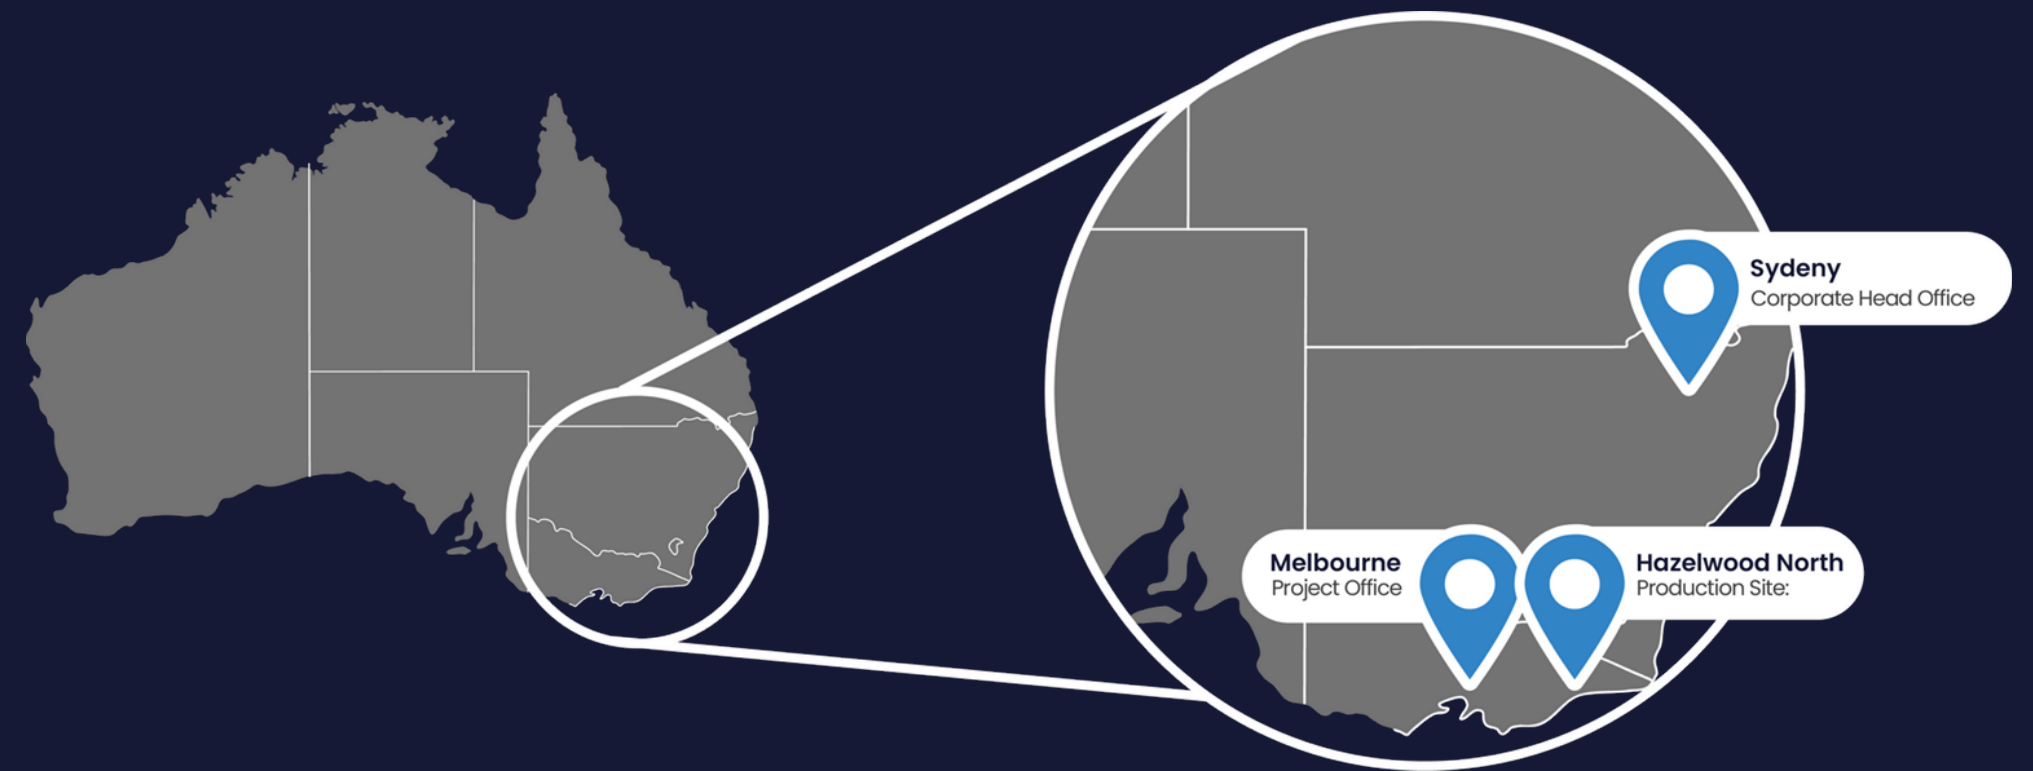 Sydeny
Corporate Head Office
Melbourne
Project Office
Hazelwood North
Production Site: